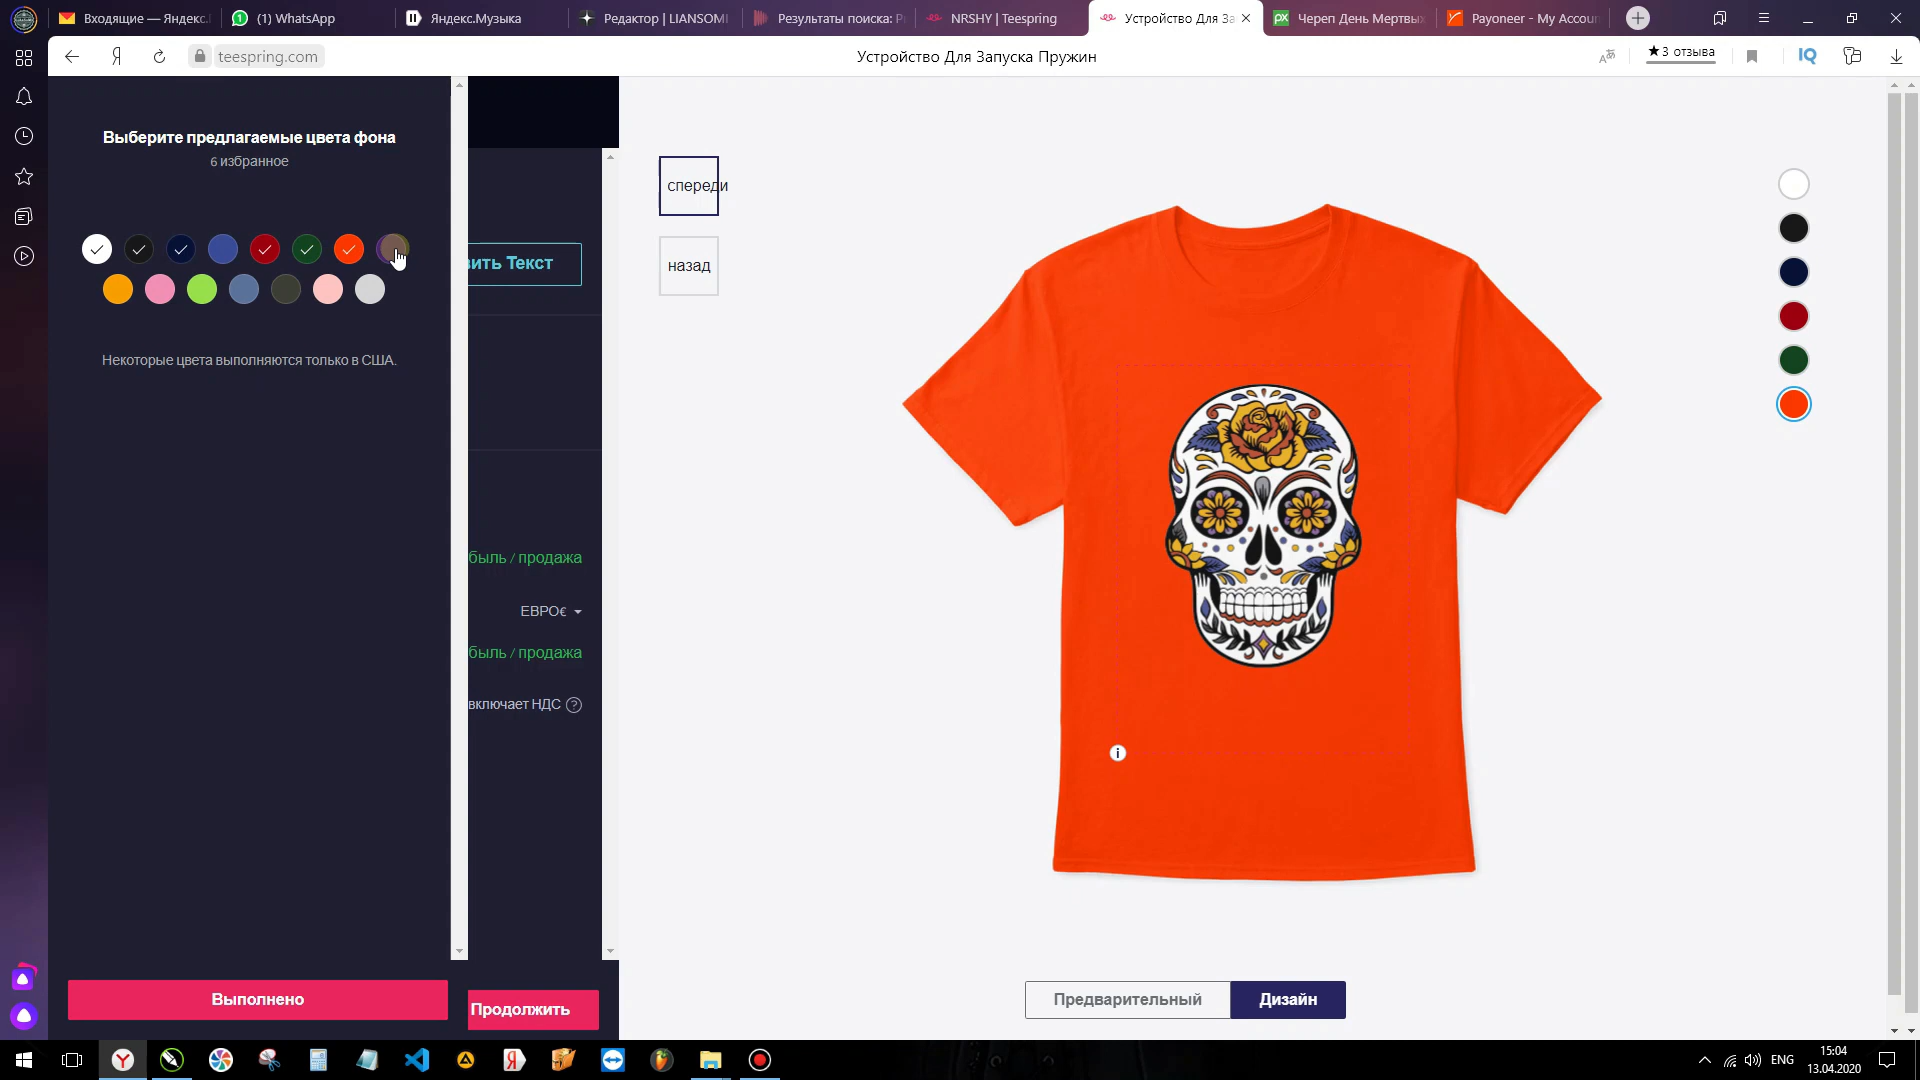 Входящие — Яндекс.
(1) WhatsApp
Яндекс.Музыка
Редактор | LIANSOM
Результаты поиска: P
NRSHY | Teespring
Устройство Для За
Череп День Мертвы
Payoneer - My Accoun
teespring.com
Устройство Для Запуска Пружин
★3 отзыва
IQ
Выберите предлагаемые цвета фона
6 избранное
Некоторые цвета выполняются только в США.
вить Текст
быль / продажа
ЕВРО€
быль / продажа
включает НДС ?
Выполнено
Продолжить
спереди
назад
i
Предварительный
Дизайн
ENG
15:04
13.04.2020